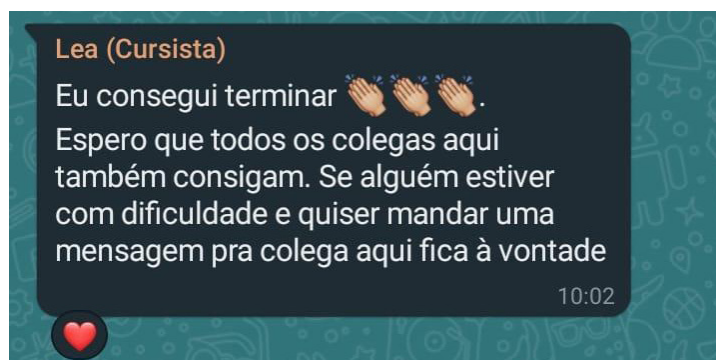 Lea (Cursista)
Eu consegui terminar 👏🏼👏🏼👏🏼.
Espero que todos os colegas aqui
também consigam. Se alguém estiver
com dificuldade e quiser mandar uma
mensagem pra colega aqui fica à vontade
10:02